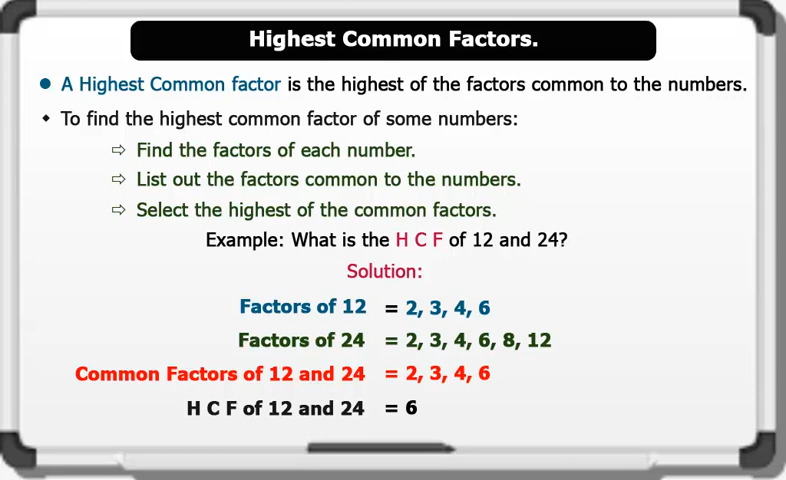 Highest Common Factors.
● A Highest Common factor is the highest of the factors common to the numbers.
◆ To find the highest common factor of some numbers:
⇨ Find the factors of each number.
⇨ List out the factors common to the numbers.
⇨ Select the highest of the common factors.
Example: What is the H C F of 12 and 24?
Solution:
Factors of 12 = 2, 3, 4, 6
Factors of 24 = 2, 3, 4, 6, 8, 12
Common Factors of 12 and 24 = 2, 3, 4, 6
H C F of 12 and 24 = 6